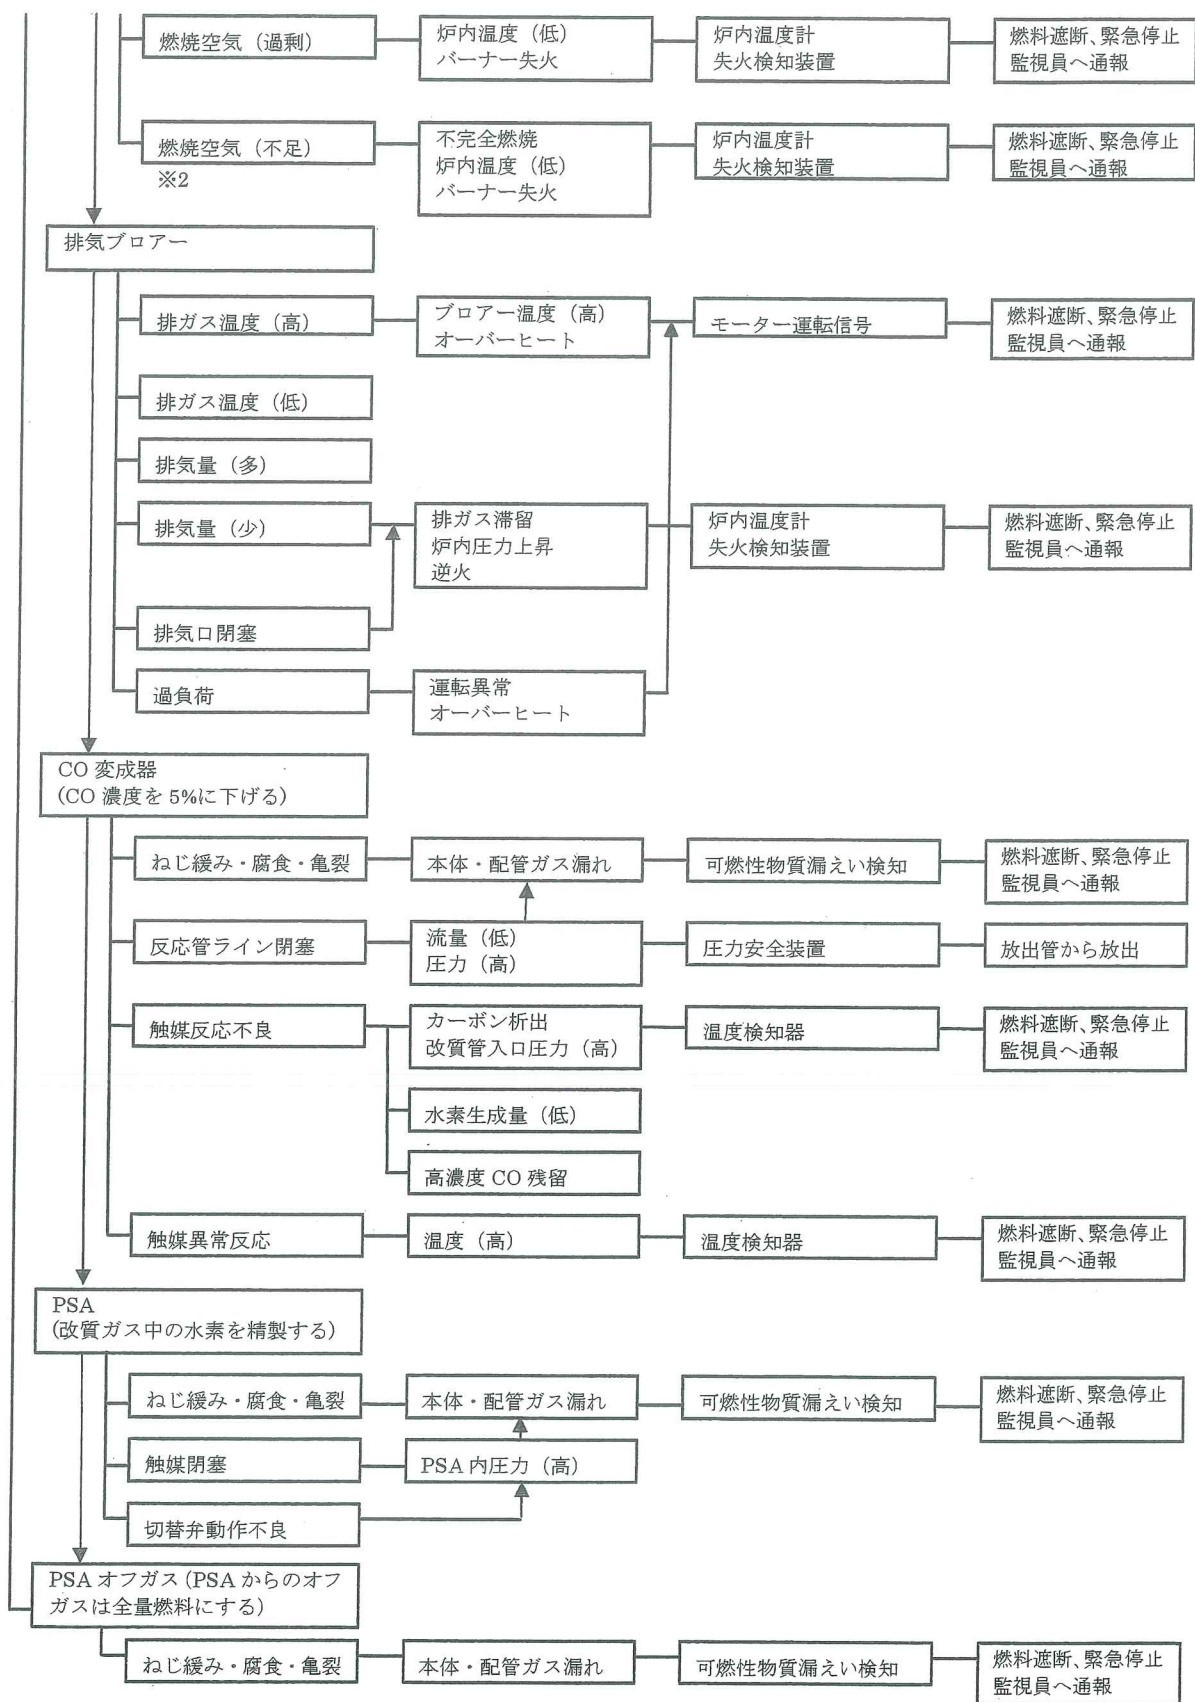 燃焼空気（過剰）
炉内温度（低）
バーナー失火
炉内温度計
失火検知装置
燃料遮断、緊急停止
監視員へ通報
燃焼空気（不足）
※2
不完全燃焼
炉内温度（低）
バーナー失火
炉内温度計
失火検知装置
燃料遮断、緊急停止
監視員へ通報
排気ブロアー
排ガス温度（高）
ブロアー温度（高）
オーバーヒート
モーター運転信号
燃料遮断、緊急停止
監視員へ通報
排ガス温度（低）
排気量（多）
排気量（少）
排ガス滞留
炉内圧力上昇
逆火
炉内温度計
失火検知装置
燃料遮断、緊急停止
監視員へ通報
排気口閉塞
過負荷
運転異常
オーバーヒート
CO 変成器
(CO 濃度を 5%に下げる)
ねじ緩み・腐食・亀裂
本体・配管ガス漏れ
可燃性物質漏えい検知
燃料遮断、緊急停止
監視員へ通報
反応管ライン閉塞
流量（低）
圧力（高）
圧力安全装置
放出管から放出
触媒反応不良
カーボン析出
改質管入口圧力（高）
温度検知器
燃料遮断、緊急停止
監視員へ通報
水素生成量（低）
高濃度 CO 残留
触媒異常反応
温度（高）
温度検知器
燃料遮断、緊急停止
監視員へ通報
PSA
(改質ガス中の水素を精製する)
ねじ緩み・腐食・亀裂
本体・配管ガス漏れ
可燃性物質漏えい検知
燃料遮断、緊急停止
監視員へ通報
触媒閉塞
PSA 内圧力（高）
切替弁動作不良
PSA オフガス (PSA からのオフ
ガスは全量燃料にする)
ねじ緩み・腐食・亀裂
本体・配管ガス漏れ
可燃性物質漏えい検知
燃料遮断、緊急停止
監視員へ通報